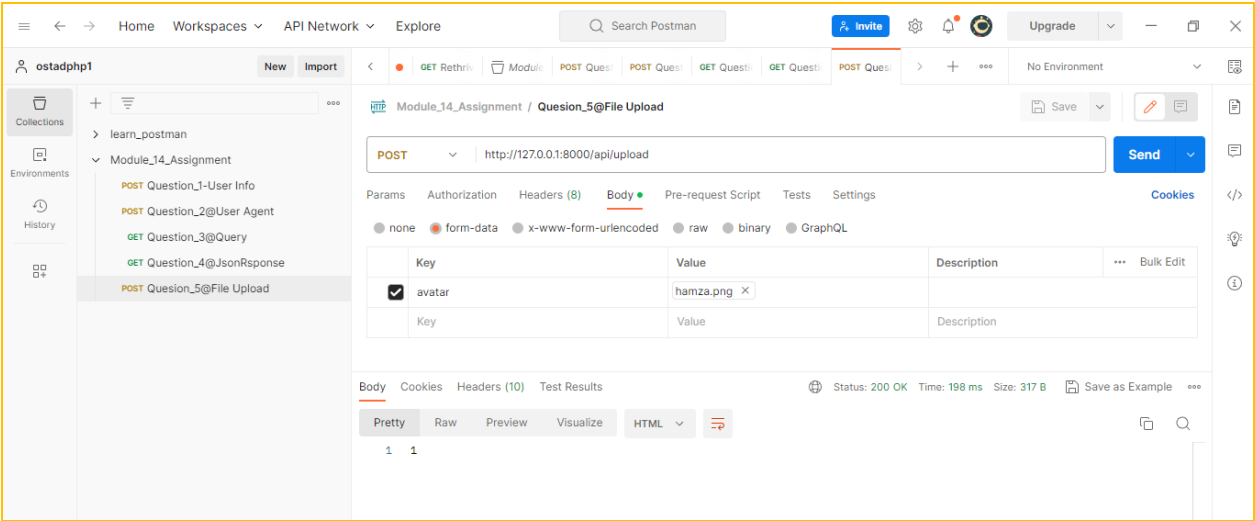 Home Workspaces API Network Explore Search Postman Invite Upgrade
ostadphp1 New Import GET Rethriv Module POST Quest POST Ques GET Questi GET Questi POST Quesi No Environment
Collections
Environments
History
learn_postman
Module_14_Assignment
POST Question_1-User Info
POST Question_2@User Agent
GET Question_3@Query
GET Question_4@JsonRsponse
POST Quesion_5@File Upload
HTTP Module_14_Assignment / Quesion_5@File Upload Save
POST http://127.0.0.1:8000/api/upload Send
Params Authorization Headers (8) Body Pre-request Script Tests Settings Cookies
none form-data x-www-form-urlencoded raw binary GraphQL
Key Value Description Bulk Edit
avatar hamza.png
Key Value Description
Body Cookies Headers (10) Test Results Status: 200 OK Time: 198 ms Size: 317 B Save as Example
Pretty Raw Preview Visualize HTML
1 1